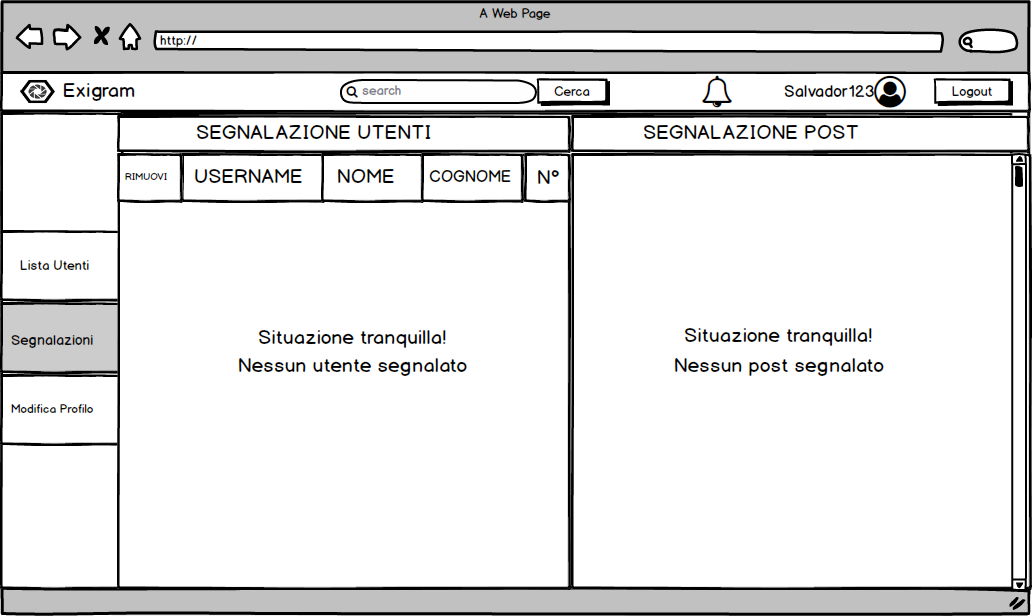 A Web Page
http://
Exigram
search
Cerca
Salvador123
Logout
SEGNALAZIONE UTENTI
SEGNALAZIONE POST
RIMUOVI
USERNAME
NOME
COGNOME
N°
Lista Utenti
Segnalazioni
Modifica Profilo
Situazione tranquilla!
Nessun utente segnalato
Situazione tranquilla!
Nessun post segnalato